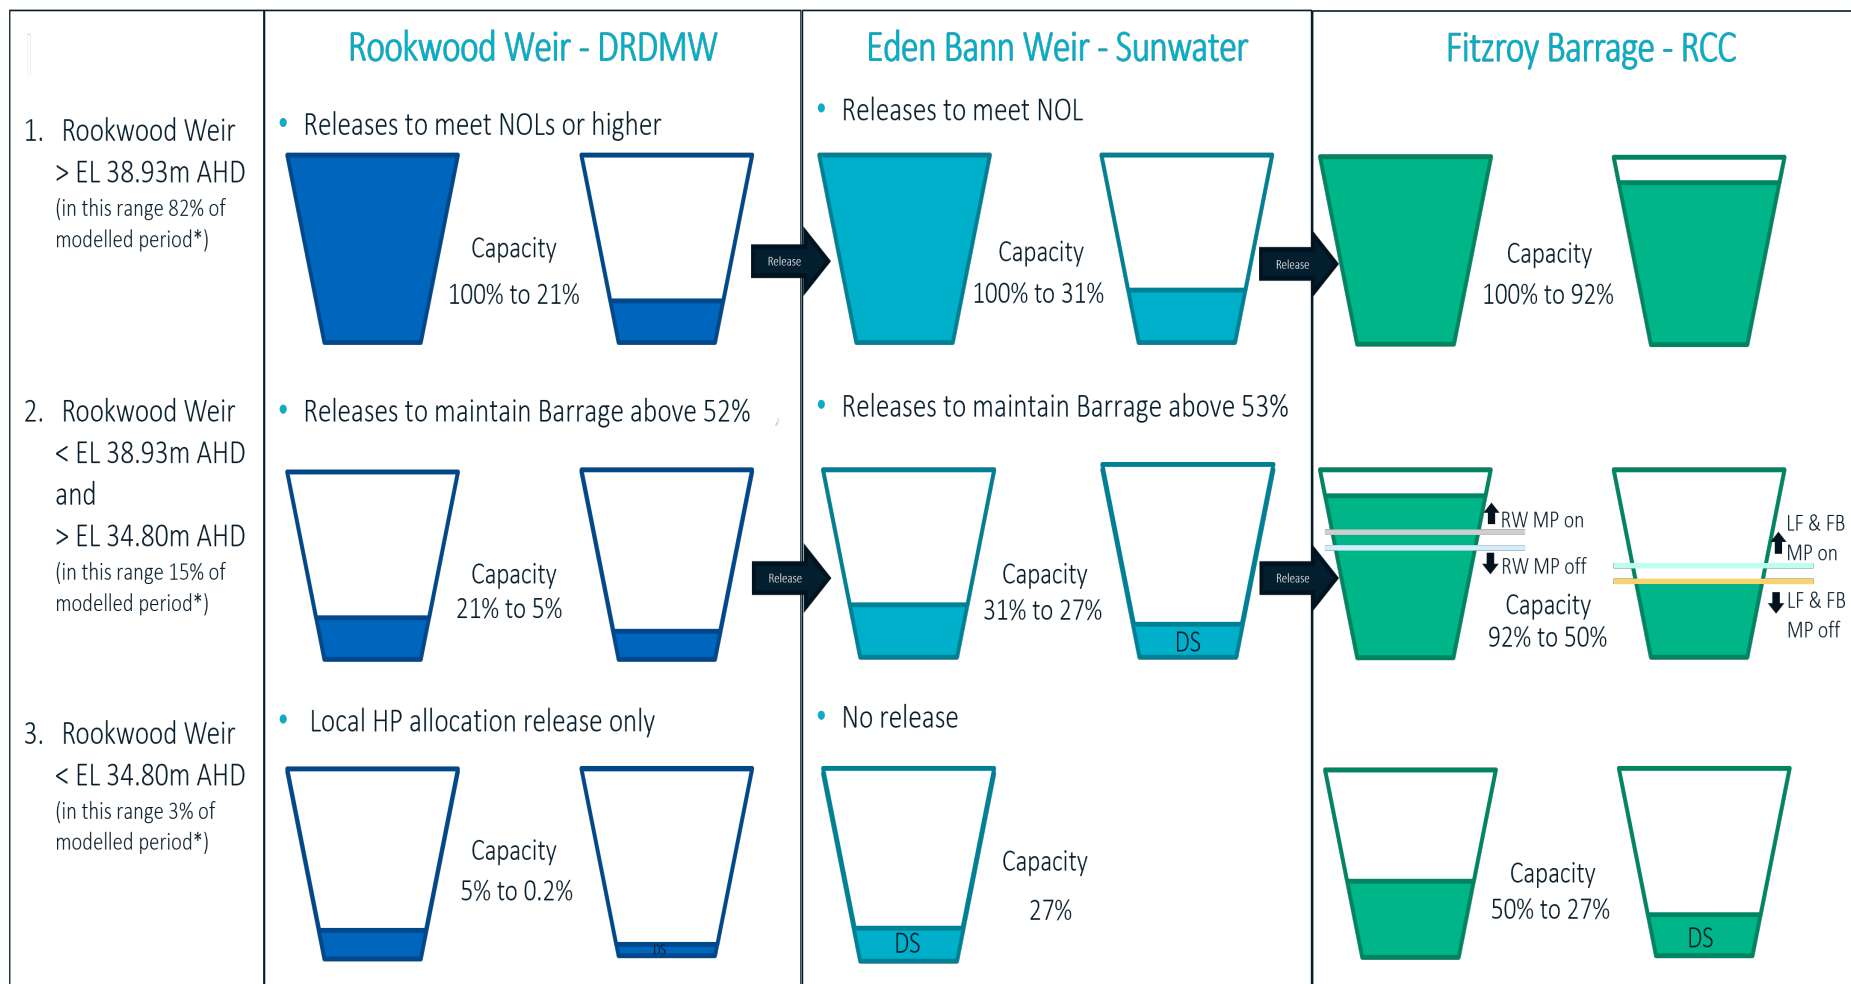 Rookwood Weir - DRDMW
Eden Bann Weir - Sunwater
Fitzroy Barrage - RCC
1. Rookwood Weir
> EL 38.93m AHD
(in this range 82% of
modelled period*)
• Releases to meet NOLs or higher
Capacity
100% to 21%
Release
• Releases to meet NOL
Capacity
100% to 31%
Release
Capacity
100% to 92%
2. Rookwood Weir
< EL 38.93m AHD
and
> EL 34.80m AHD
(in this range 15% of
modelled period*)
• Releases to maintain Barrage above 52%
Capacity
21% to 5%
Release
• Releases to maintain Barrage above 53%
Capacity
31% to 27%
DS
Release
RW MP on
RW MP off
Capacity
92% to 50%
LF & FB
MP on
LF & FB
MP off
3. Rookwood Weir
< EL 34.80m AHD
(in this range 3% of
modelled period*)
• Local HP allocation release only
Capacity
5% to 0.2%
DS
• No release
DS
Capacity
27%
Capacity
50% to 27%
DS